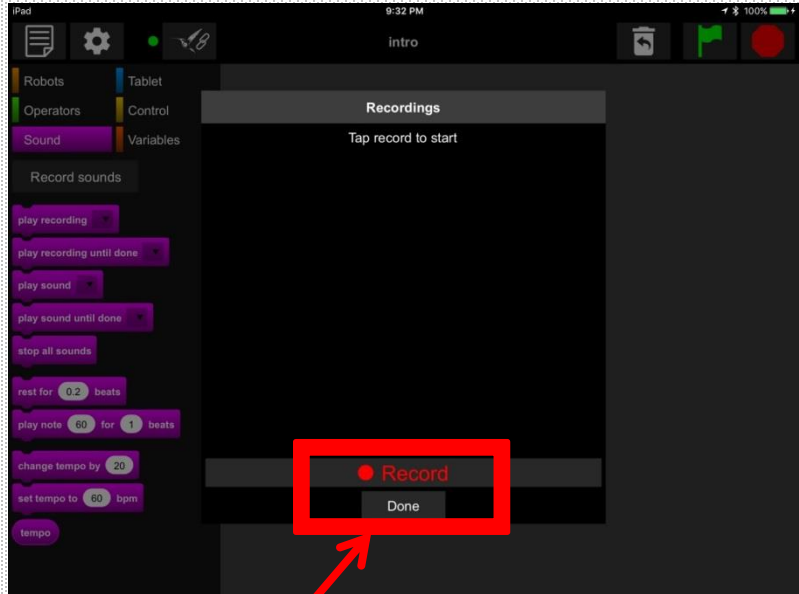 iPad 9:32 PM 100%
intro
Robots Tablet
Operators Control
Sound Variables
Record sounds
play recording
play recording until done
play sound
play sound until done
stop all sounds
rest for 0.2 beats
play note 60 for 1 beats
change tempo by 20
set tempo to 60 bpm
tempo
Recordings
Tap record to start
Record
Done